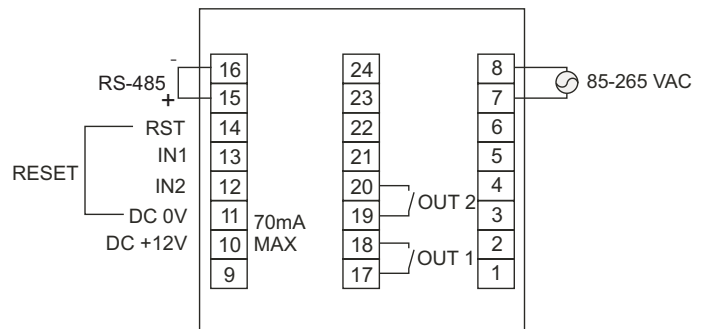 - 16 24 8
RS-485 85-265 VAC
+ 15 23 7
RST 14 22 6
IN1 13 21 5
RESET
IN2 12 20 4
OUT 2
DC 0V 11 70mA 19 3
DC +12V 10 MAX 18 2
OUT 1
9 17 1